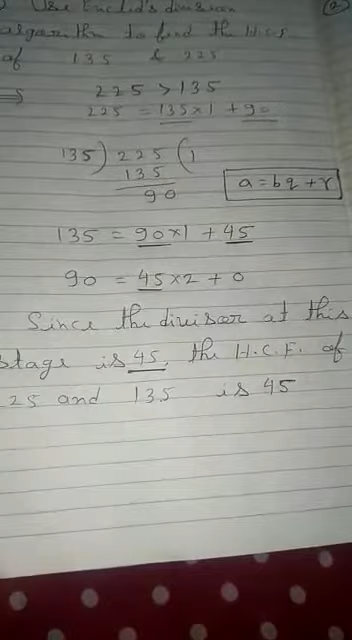 Use Euclid's division
algorithm to find the H.C.F
of 135 & 225
②
⇒ 225 > 135
225 = 135×1 + 90
135) 225 (1
135
90
a = bq + r
135 = 90×1 + 45
90 = 45×2 + 0
Since the divisor at this
stage is 45, the H.C.F. of
25 and 135 is 45